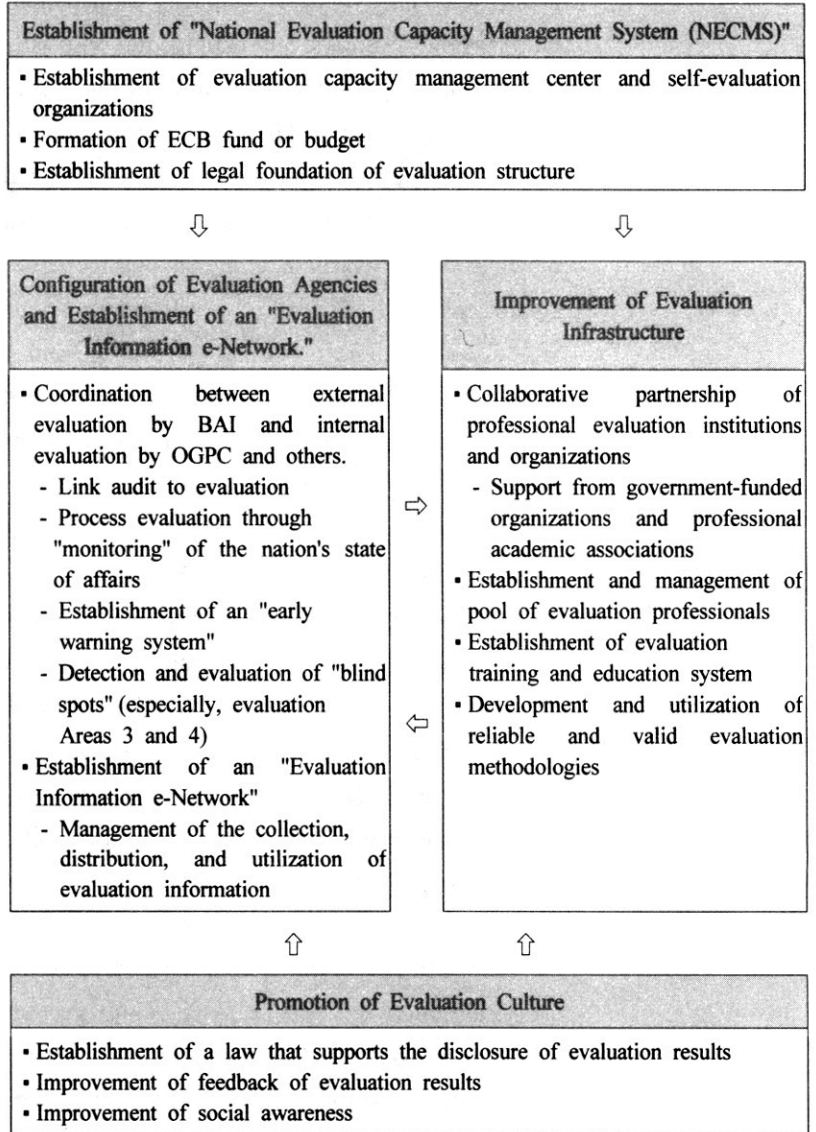 Establishment of "National Evaluation Capacity Management System (NECMS)"
▪ Establishment of evaluation capacity management center and self-evaluation
organizations
▪ Formation of ECB fund or budget
▪ Establishment of legal foundation of evaluation structure
⇩ ⇩
Configuration of Evaluation Agencies
and Establishment of an "Evaluation
Information e-Network."
▪ Coordination between external
evaluation by BAI and internal
evaluation by OGPC and others.
- Link audit to evaluation
- Process evaluation through
"monitoring" of the nation's state
of affairs
- Establishment of an "early
warning system"
- Detection and evaluation of "blind
spots" (especially, evaluation
Areas 3 and 4)
▪ Establishment of an "Evaluation
Information e-Network"
- Management of the collection,
distribution, and utilization of
evaluation information
⇨
⇦
Improvement of Evaluation
Infrastructure
▪ Collaborative partnership of
professional evaluation institutions
and organizations
- Support from government-funded
organizations and professional
academic associations
▪ Establishment and management of
pool of evaluation professionals
▪ Establishment of evaluation
training and education system
▪ Development and utilization of
reliable and valid evaluation
methodologies
⇧ ⇧
Promotion of Evaluation Culture
▪ Establishment of a law that supports the disclosure of evaluation results
▪ Improvement of feedback of evaluation results
▪ Improvement of social awareness